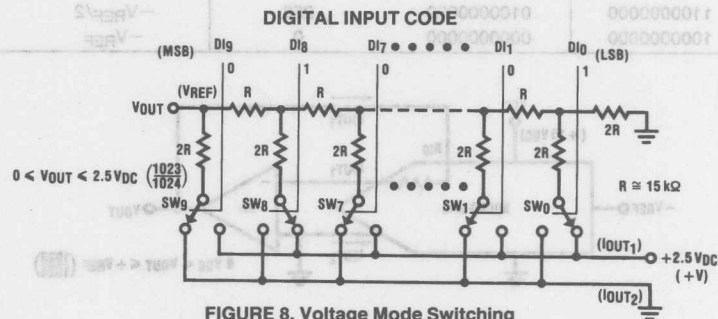 DIGITAL INPUT CODE
(MSB) DI9 DI8 DI7 DI1 DI0 (LSB)
0 1 0 0 1
(VREF) R R R
VOUT
2R
2R 2R 2R 2R 2R
0 < VOUT < 2.5 VDC (1023/1024)
R ≅ 15 kΩ
SW9 SW8 SW7 SW1 SW0
(IOUT1) +2.5 VDC
(+V)
(IOUT2)
FIGURE 8. Voltage Mode Switching